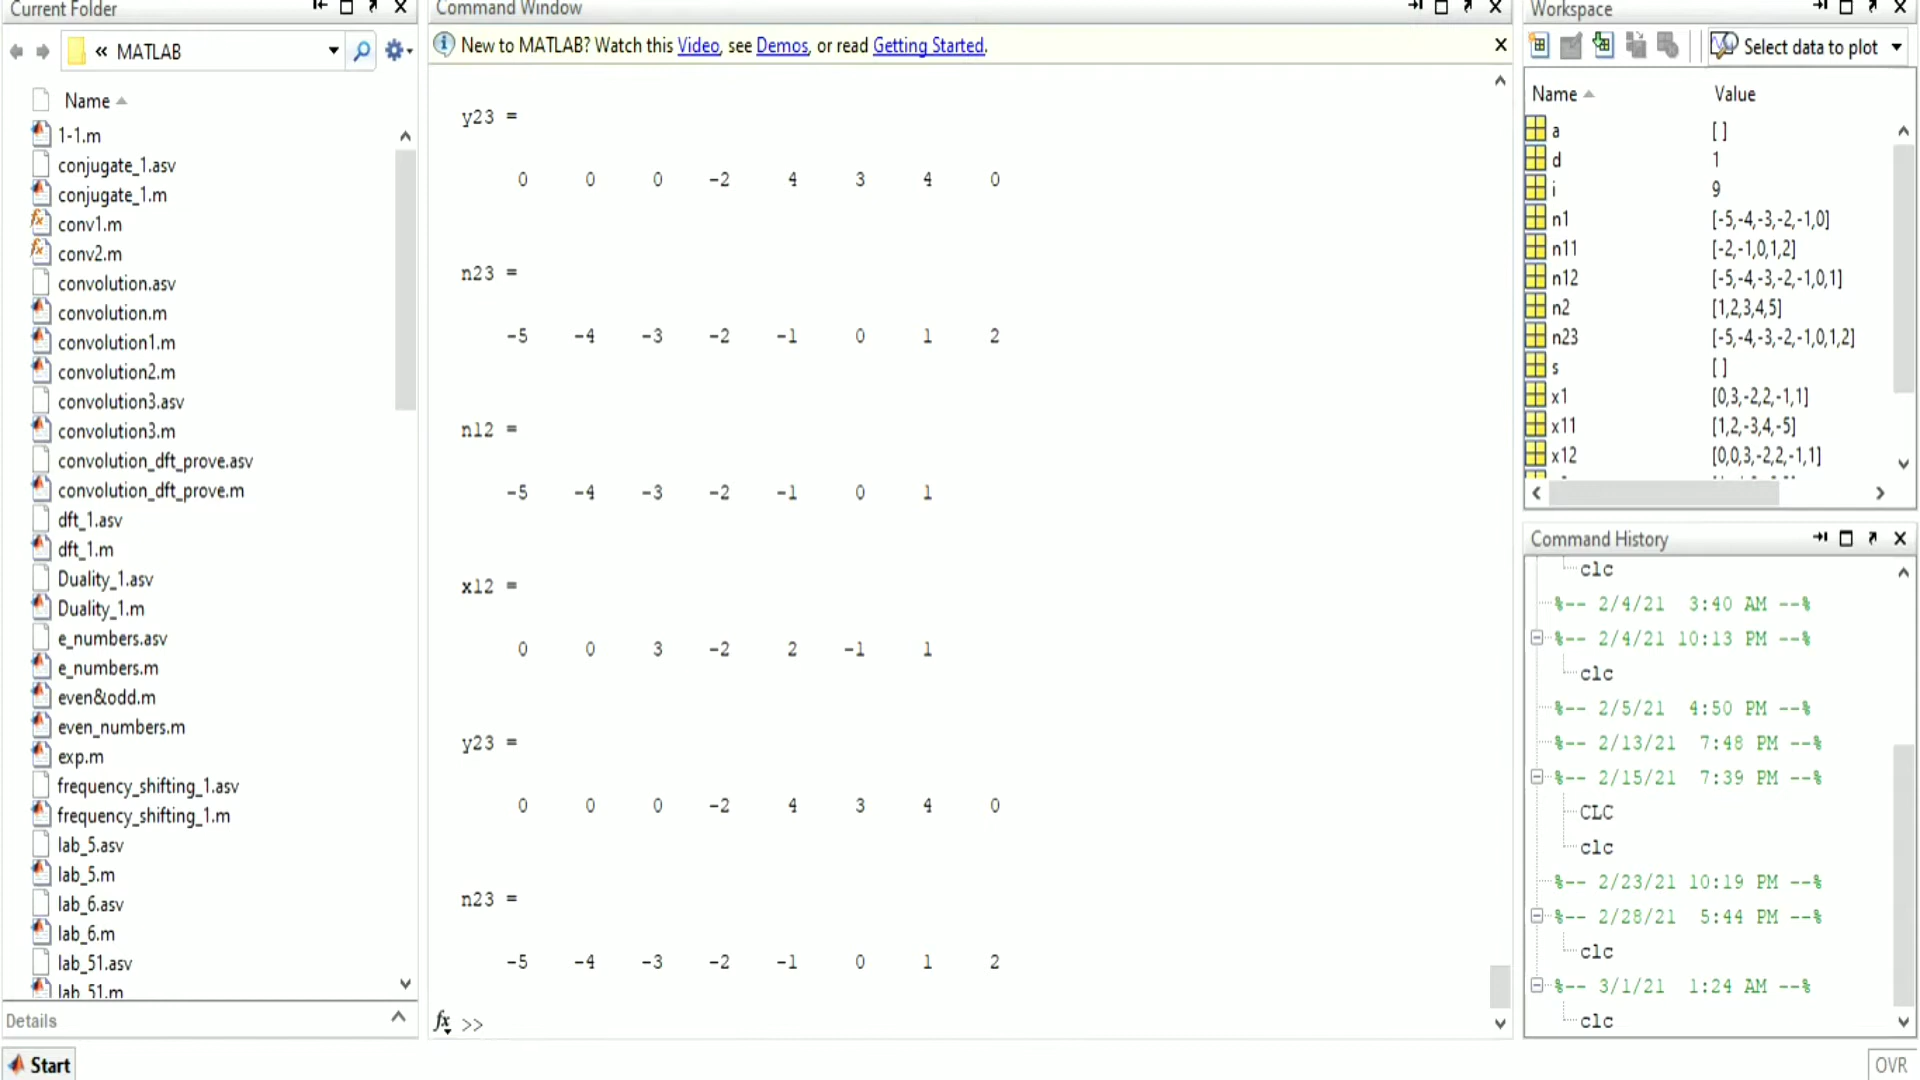 Current Folder
« MATLAB
Name
1-1.m
conjugate_1.asv
conjugate_1.m
conv1.m
conv2.m
convolution.asv
convolution.m
convolution1.m
convolution2.m
convolution3.asv
convolution3.m
convolution_dft_prove.asv
convolution_dft_prove.m
dft_1.asv
dft_1.m
Duality_1.asv
Duality_1.m
e_numbers.asv
e_numbers.m
even&odd.m
even_numbers.m
exp.m
frequency_shifting_1.asv
frequency_shifting_1.m
lab_5.asv
lab_5.m
lab_6.asv
lab_6.m
lab_51.asv
lab_51.m
Details
Start
Command Window
New to MATLAB? Watch this Video, see Demos, or read Getting Started.
y23 =
0 0 0 -2 4 3 4 0
n23 =
-5 -4 -3 -2 -1 0 1 2
n12 =
-5 -4 -3 -2 -1 0 1
x12 =
0 0 3 -2 2 -1 1
y23 =
0 0 0 -2 4 3 4 0
n23 =
-5 -4 -3 -2 -1 0 1 2
fx >>
Workspace
Select data to plot
Name Value
a []
d 1
i 9
n1 [-5,-4,-3,-2,-1,0]
n11 [-2,-1,0,1,2]
n12 [-5,-4,-3,-2,-1,0,1]
n2 [1,2,3,4,5]
n23 [-5,-4,-3,-2,-1,0,1,2]
s []
x1 [0,3,-2,2,-1,1]
x11 [1,2,-3,4,-5]
x12 [0,0,3,-2,2,-1,1]
Command History
clc
%-- 2/4/21 3:40 AM --%
%-- 2/4/21 10:13 PM --%
clc
%-- 2/5/21 4:50 PM --%
%-- 2/13/21 7:48 PM --%
%-- 2/15/21 7:39 PM --%
CLC
clc
%-- 2/23/21 10:19 PM --%
%-- 2/28/21 5:44 PM --%
clc
%-- 3/1/21 1:24 AM --%
clc
OVR